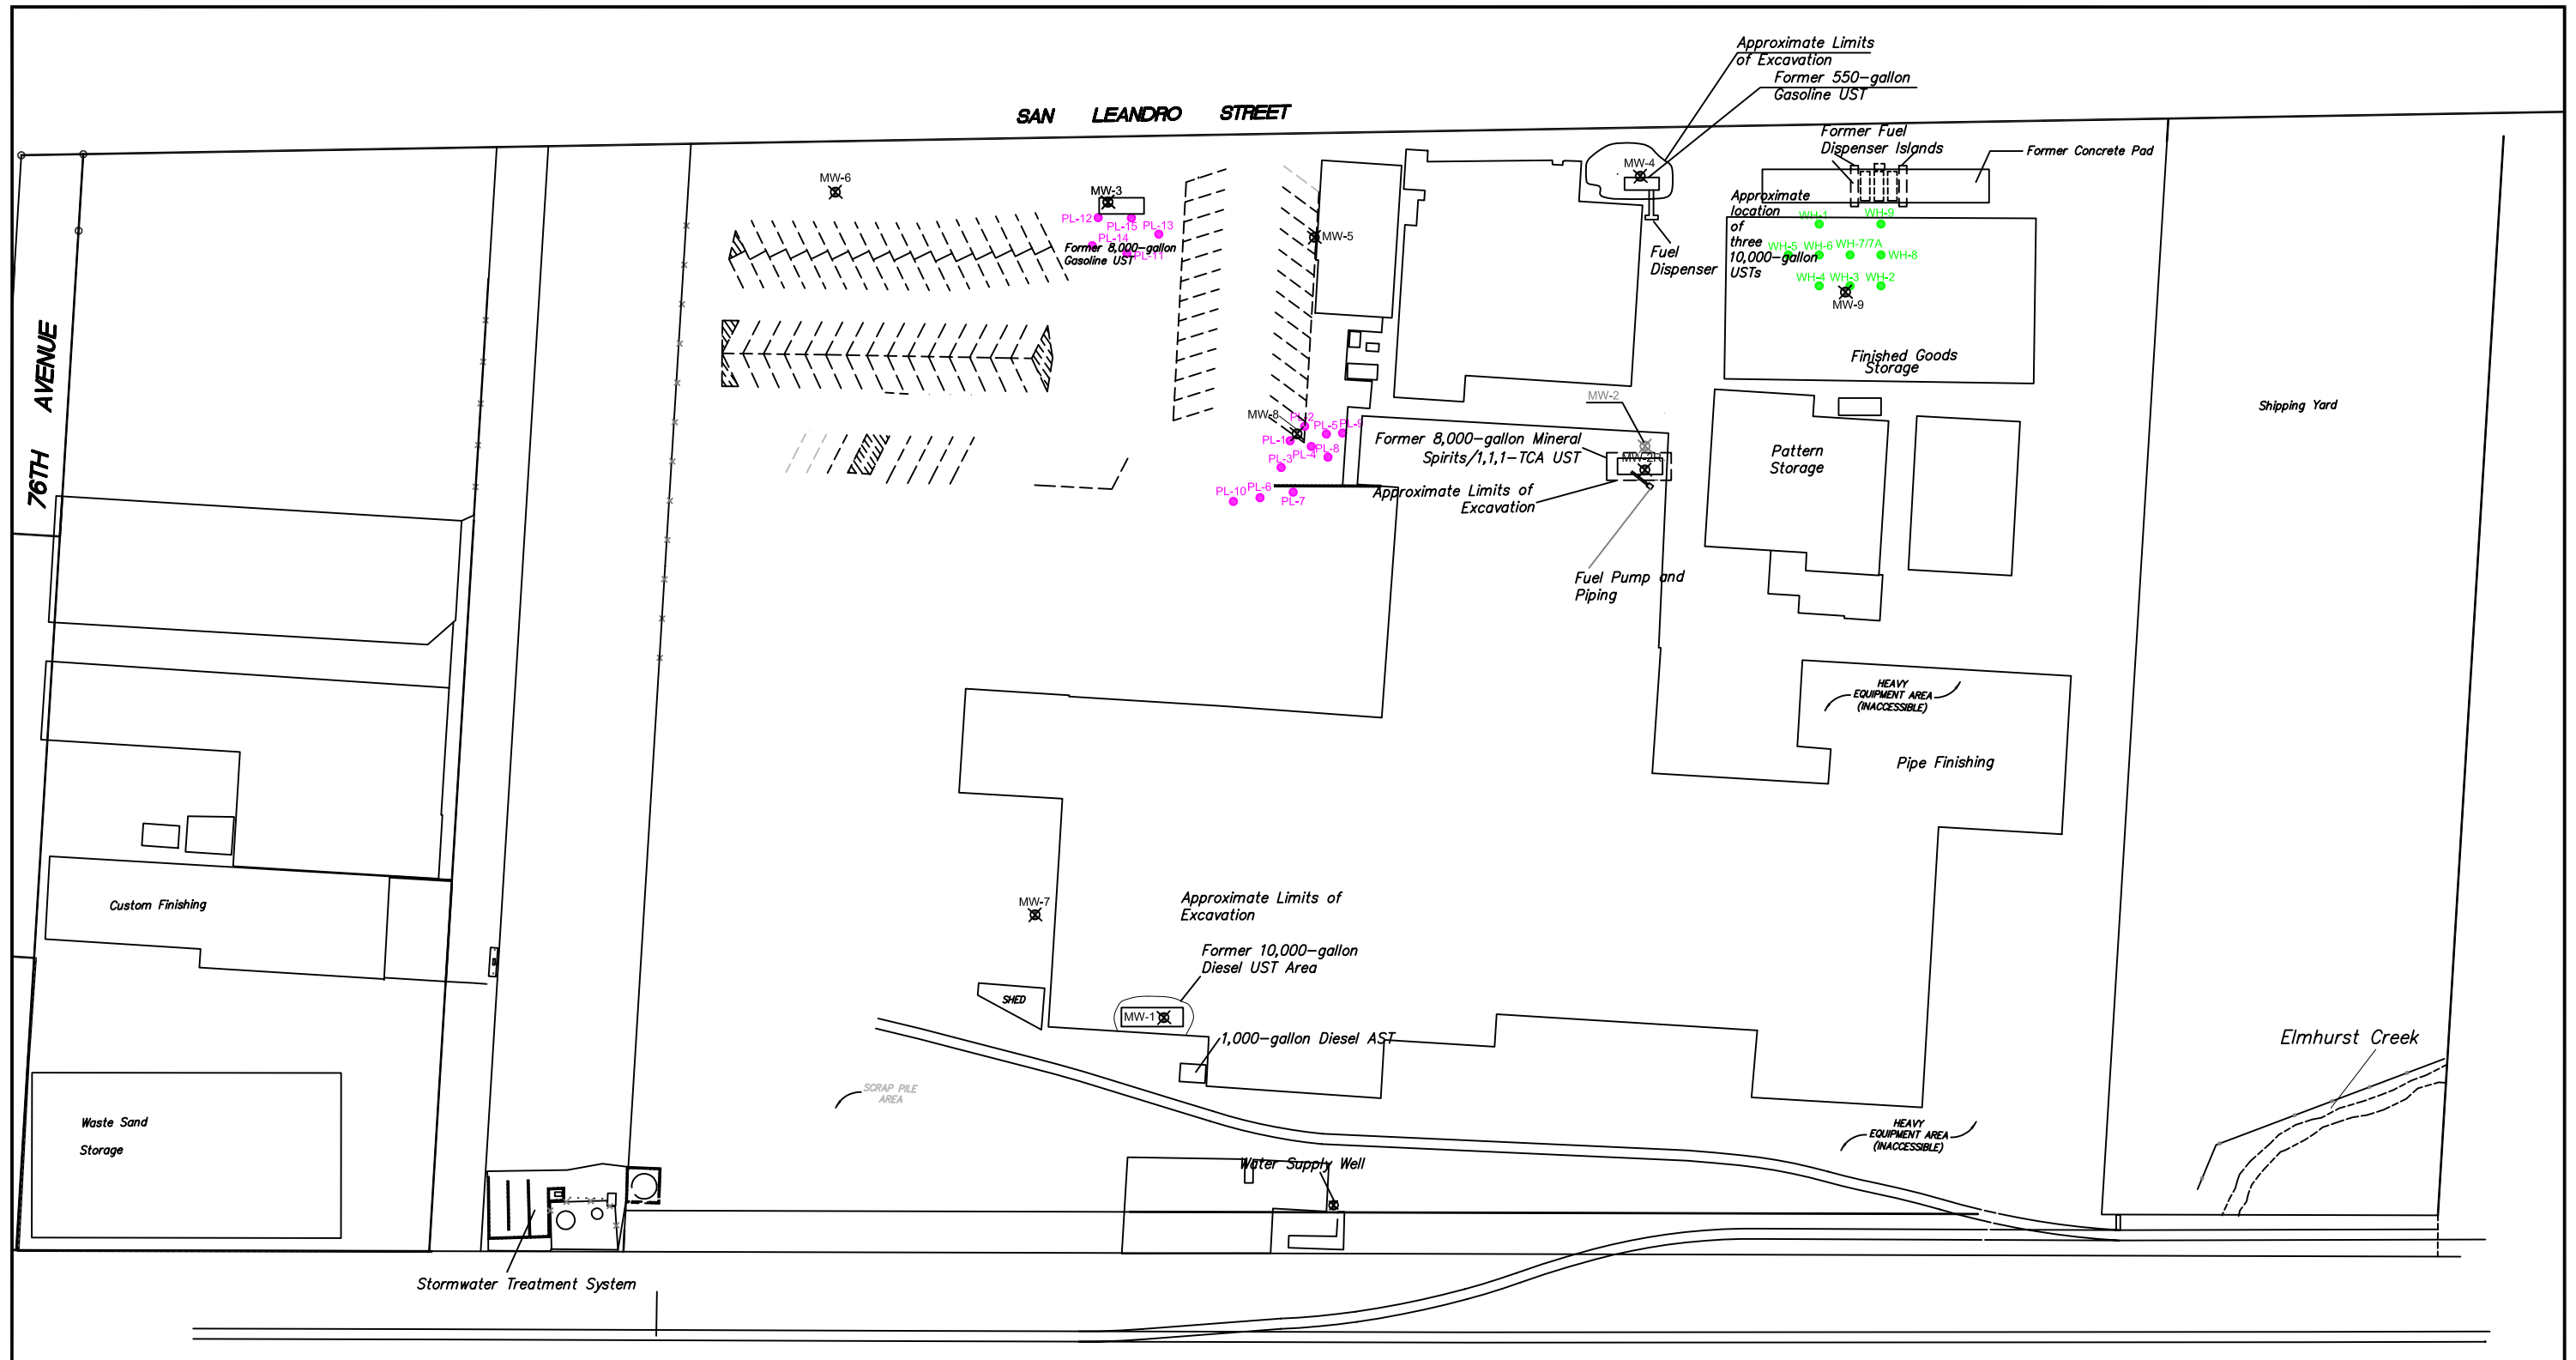 Approximate Limits
of Excavation
Former 550-gallon
Gasoline UST
SAN LEANDRO STREET
Former Fuel
Dispenser Islands
Former Concrete Pad
MW-4
MW-6
MW-3
Approximate
location
of
three
10,000-gallon
USTs
PL-12
PL-15
PL-13
PL-14
PL-11
Former 8,000-gallon
Gasoline UST
MW-5
Fuel
Dispenser
WH-1
WH-9
WH-5
WH-6
WH-7/7A
WH-8
WH-4
WH-3
WH-2
MW-9
Finished Goods
Storage
76TH AVENUE
MW-2
Shipping Yard
MW-8
PL-2
PL-5
PL-9
PL-1
PL-4
PL-8
PL-3
PL-10
PL-6
PL-7
Former 8,000-gallon Mineral
Spirits/1,1,1-TCA UST
MW-2R
Approximate Limits of
Excavation
Pattern
Storage
Fuel Pump and
Piping
HEAVY
EQUIPMENT AREA
(INACCESSIBLE)
Pipe Finishing
Custom Finishing
MW-7
Approximate Limits of
Excavation
Former 10,000-gallon
Diesel UST Area
SHED
MW-1
1,000-gallon Diesel AST
Elmhurst Creek
SCRAP PILE
AREA
Waste Sand
Storage
HEAVY
EQUIPMENT AREA
(INACCESSIBLE)
Water Supply Well
Stormwater Treatment System